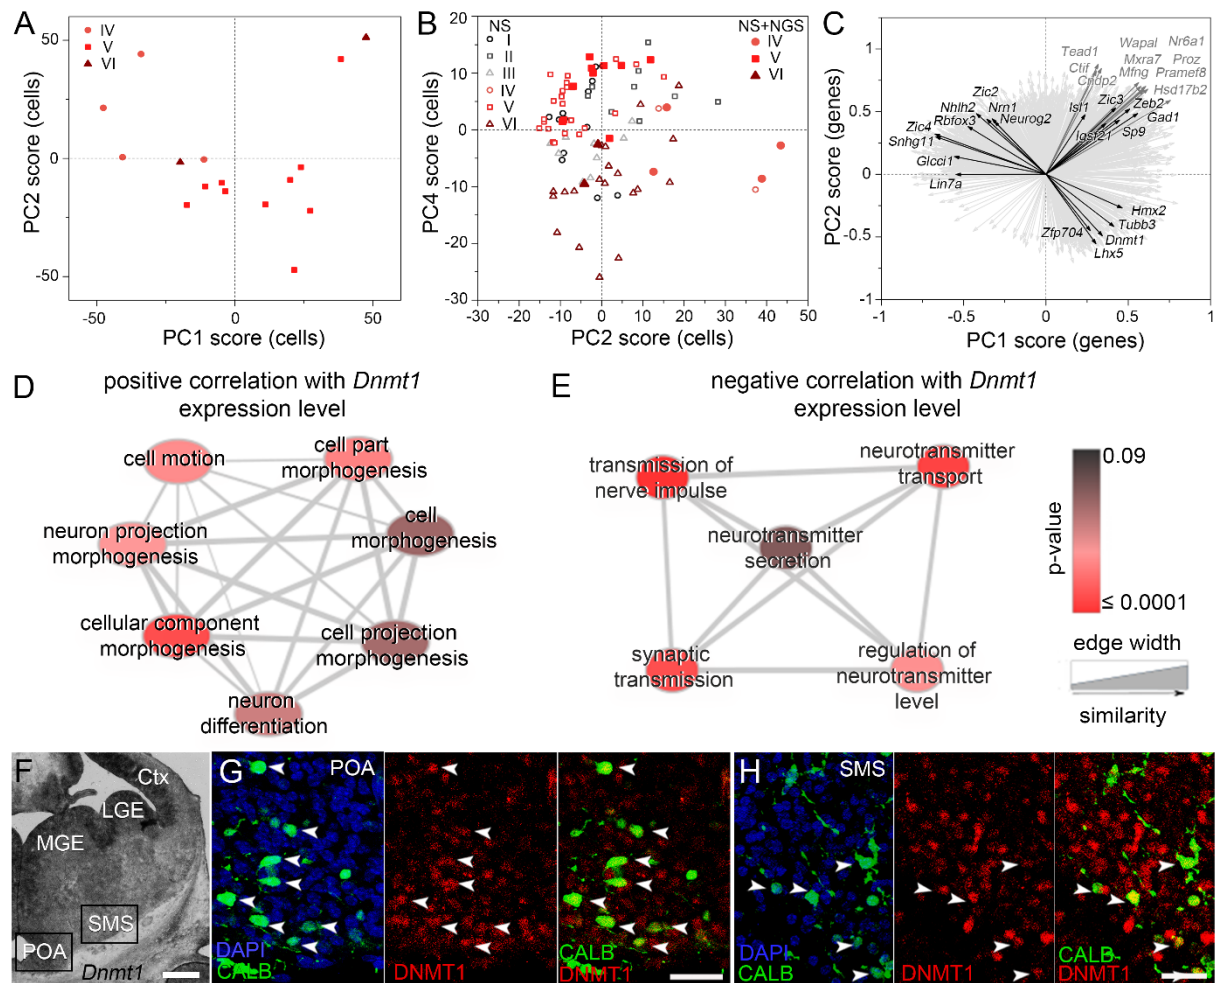 A
IV
V
VI
50
0
-50
PC2 score (cells)
-50
0
50
PC1 score (cells)
B
NS
I
II
III
IV
V
VI
NS+NGS
IV
V
VI
20
10
0
-10
-20
-30
PC4 score (cells)
-30
-20
-10
0
10
20
30
40
PC2 score (cells)
C
1
0.5
0
-0.5
-1
PC2 score (genes)
-1
-0.5
0
0.5
1
PC1 score (genes)
Tead1
Wapal
Nr6a1
Ctif
Mxra7
Proz
Cndp2
Mfng
Pramef8
Hsd17b2
Zic2
Nhlh2
Nrn1
Isl1
Zic3
Zeb2
Rbfox3
Neurog2
Gad1
Zic4
Igsf21
Sp9
Snhg11
Glcci1
Lin7a
Hmx2
Zfp704
Tubb3
Dnmt1
Lhx5
D
positive correlation with Dnmt1
expression level
cell motion
cell part
morphogenesis
neuron projection
morphogenesis
cell
morphogenesis
cellular component
morphogenesis
cell projection
morphogenesis
neuron
differentiation
E
negative correlation with Dnmt1
expression level
transmission of
nerve impulse
neurotransmitter
transport
neurotransmitter
secretion
synaptic
transmission
regulation of
neurotransmitter
level
0.09
p-value
≤ 0.0001
edge width
similarity
F
Ctx
LGE
MGE
SMS
POA
Dnmt1
G
POA
DAPI
CALB
DNMT1
CALB
DNMT1
H
SMS
DAPI
CALB
DNMT1
CALB
DNMT1